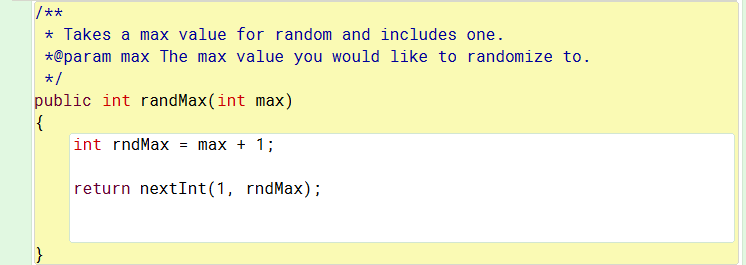 /**
 * Takes a max value for random and includes one.
 *@param max The max value you would like to randomize to.
 */
public int randMax(int max)
{
int rndMax = max + 1;
return nextInt(1, rndMax);
}